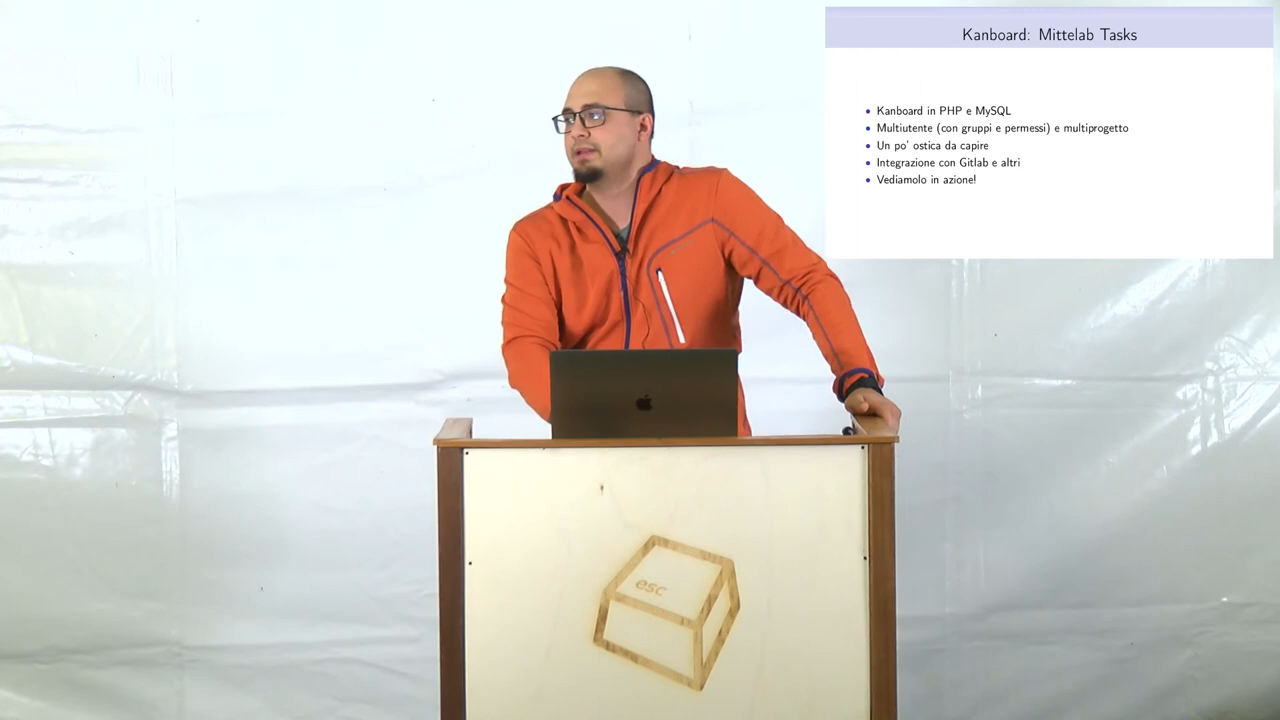 Kanboard: Mittelab Tasks
Kanboard in PHP e MySQL
Multiutente (con gruppi e permessi) e multiprogetto
Un po' ostica da capire
Integrazione con Gitlab e altri
Vediamolo in azione!
esc